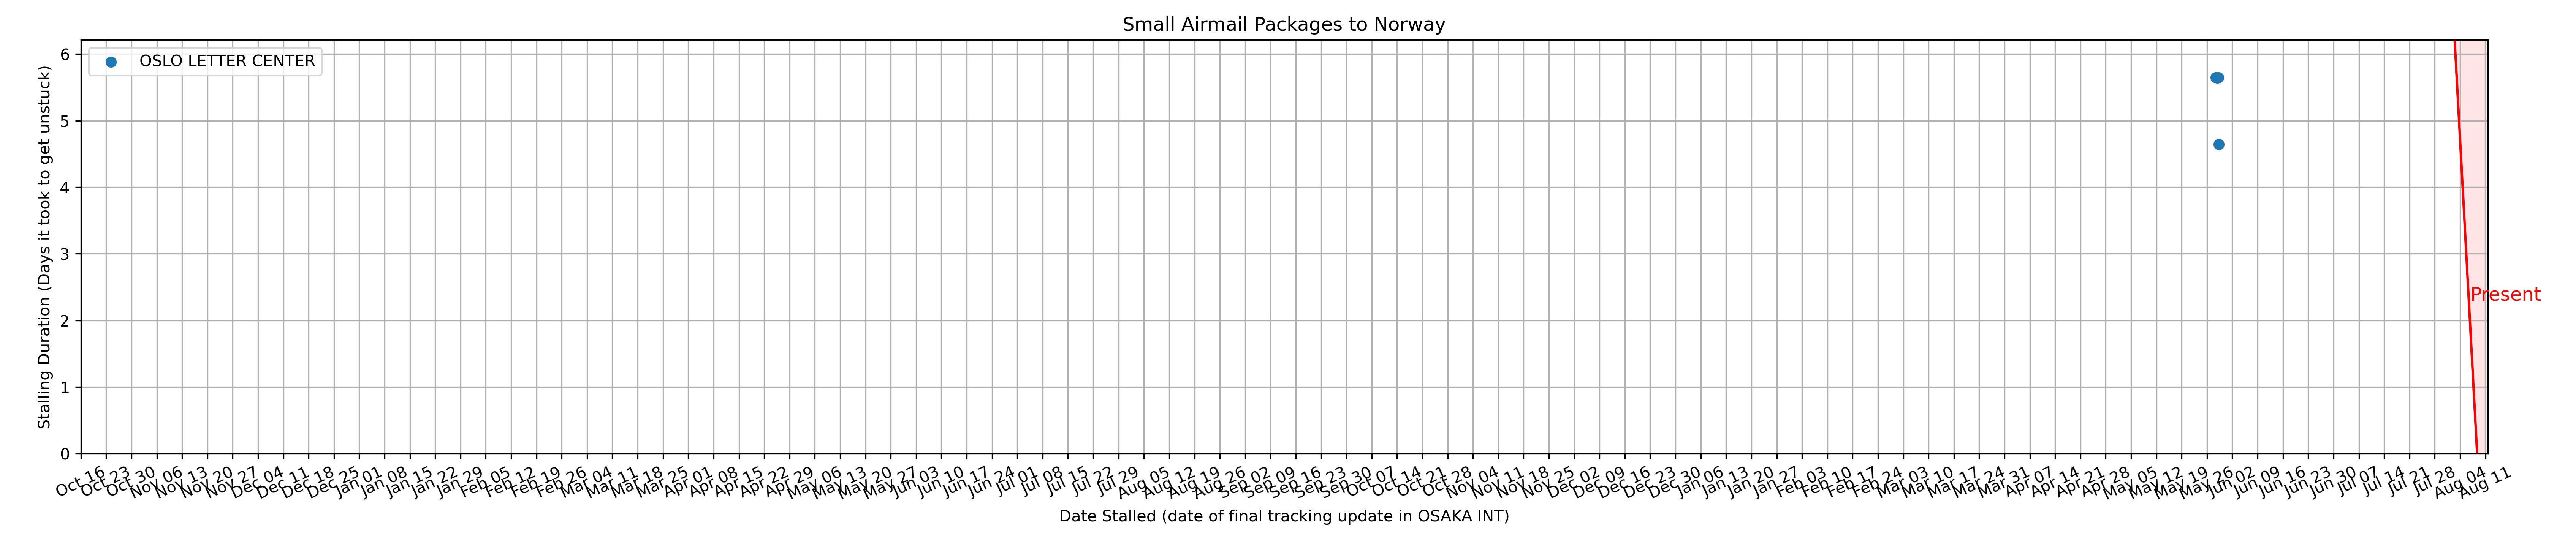 Small Airmail Packages to Norway
OSLO LETTER CENTER
Stalling Duration (Days it took to get unstuck)
6
5
4
3
2
1
0
Present
Oct 16
Oct 23
Oct 30
Nov 06
Nov 13
Nov 20
Nov 27
Dec 04
Dec 11
Dec 18
Dec 25
Jan 01
Jan 08
Jan 15
Jan 22
Jan 29
Feb 05
Feb 12
Feb 19
Feb 26
Mar 04
Mar 11
Mar 18
Mar 25
Apr 01
Apr 08
Apr 15
Apr 22
Apr 29
May 06
May 13
May 20
May 27
Jun 03
Jun 10
Jun 17
Jun 24
Jul 01
Jul 08
Jul 15
Jul 22
Jul 29
Aug 05
Aug 12
Aug 19
Aug 26
Sep 02
Sep 09
Sep 16
Sep 23
Sep 30
Oct 07
Oct 14
Oct 21
Oct 28
Nov 04
Nov 11
Nov 18
Nov 25
Dec 02
Dec 09
Dec 16
Dec 23
Dec 30
Jan 06
Jan 13
Jan 20
Jan 27
Feb 03
Feb 10
Feb 17
Feb 24
Mar 03
Mar 10
Mar 17
Mar 24
Mar 31
Apr 07
Apr 14
Apr 21
Apr 28
May 05
May 12
May 19
May 26
Jun 02
Jun 09
Jun 16
Jun 23
Jun 30
Jul 07
Jul 14
Jul 21
Jul 28
Aug 04
Aug 11
Date Stalled (date of final tracking update in OSAKA INT)